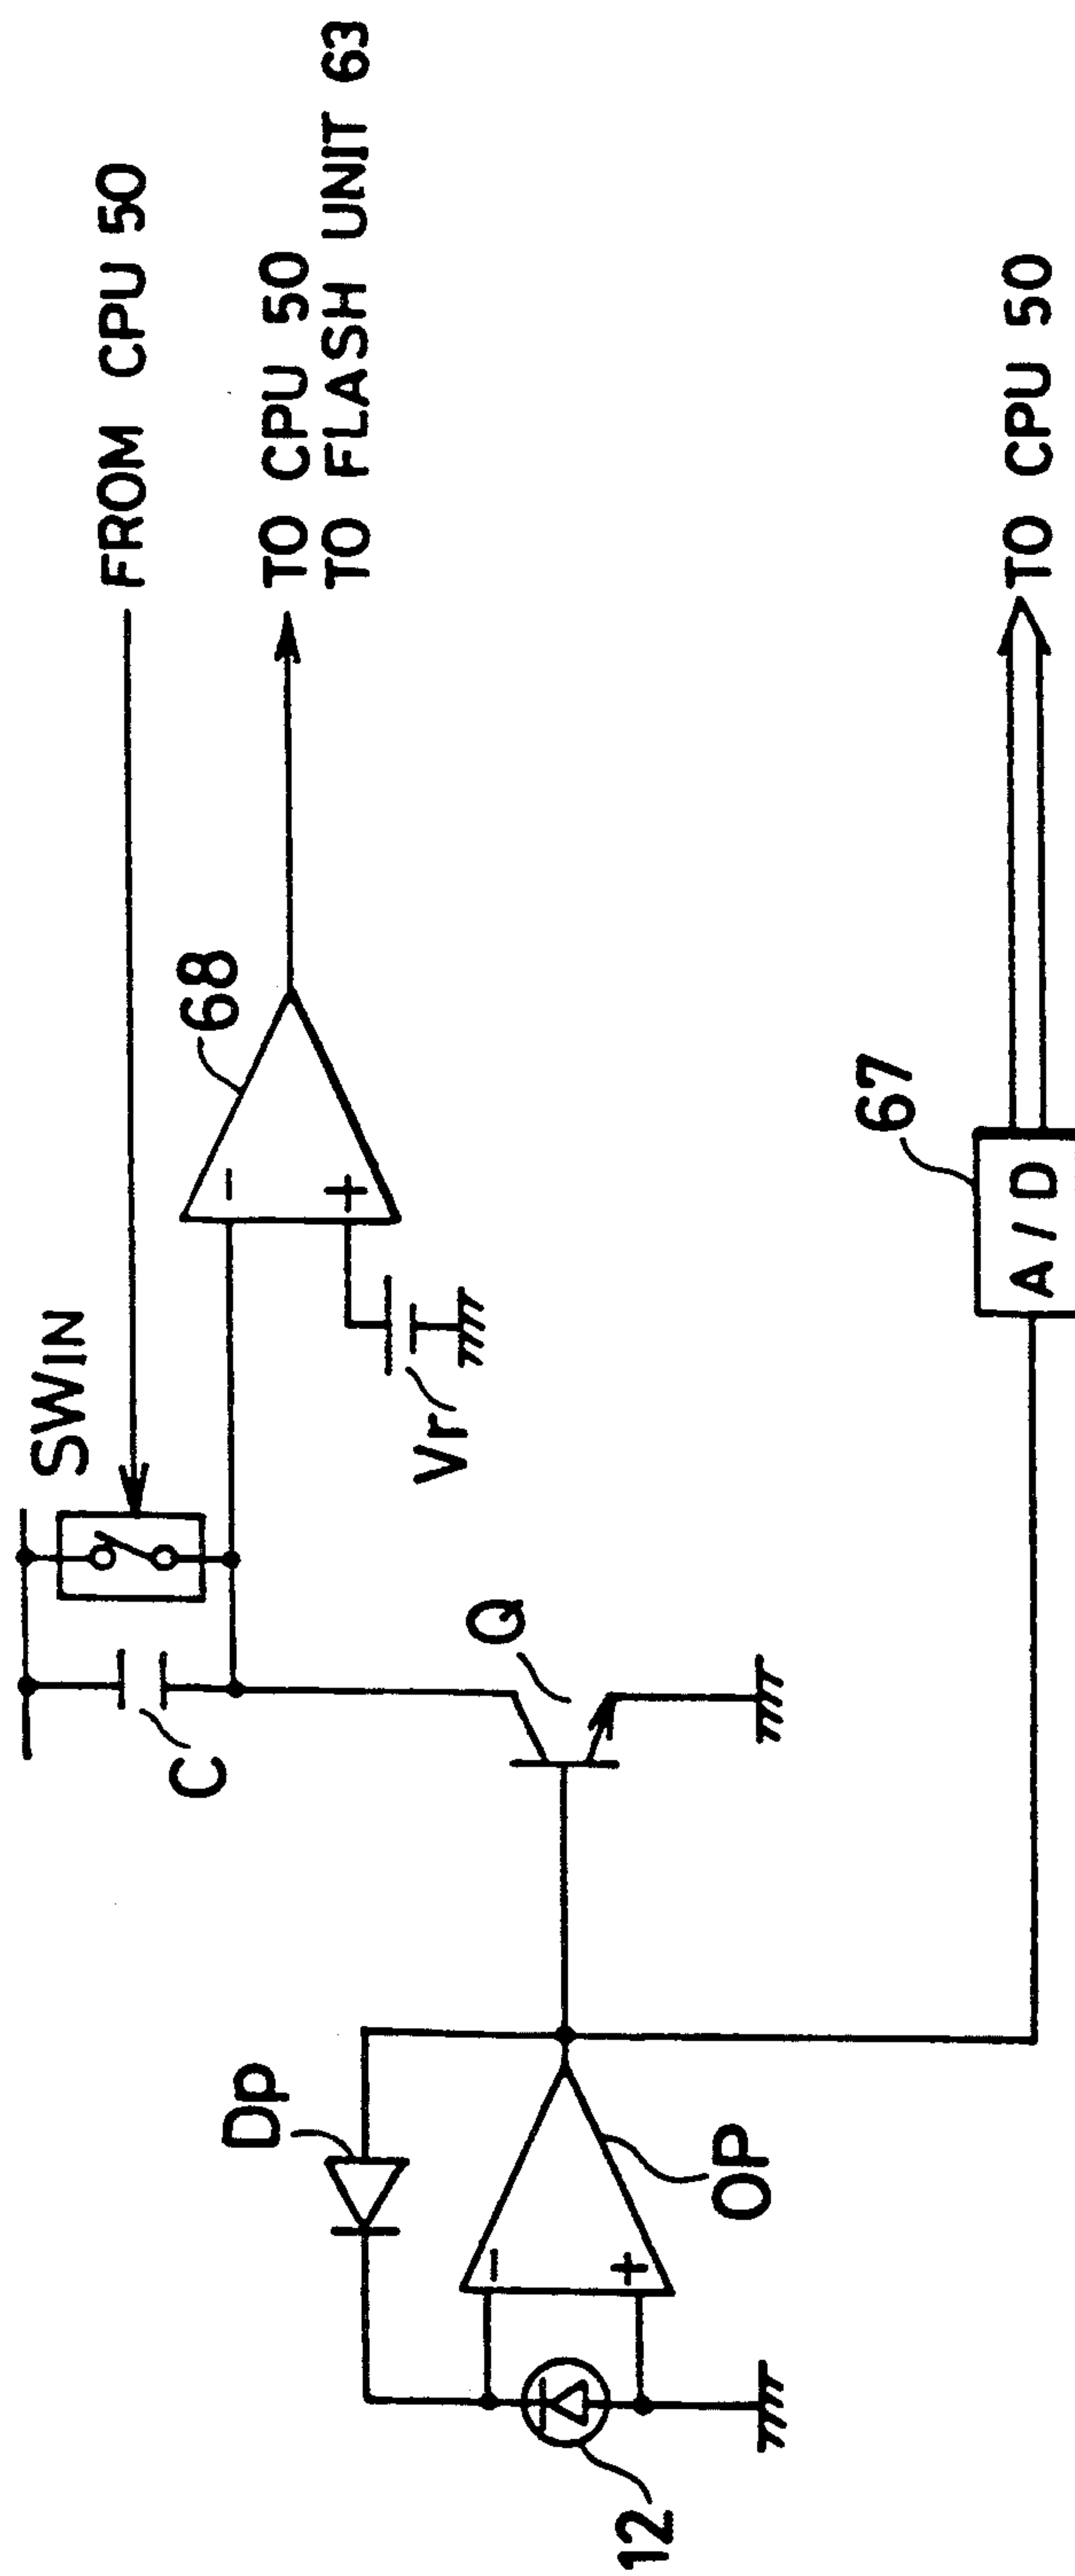 SWIN
FROM CPU 50
C
68
TO CPU 50
TO FLASH UNIT 63
-
+
Vr
Dp
Q
-
+
OP
12
67
A/D
TO CPU 50